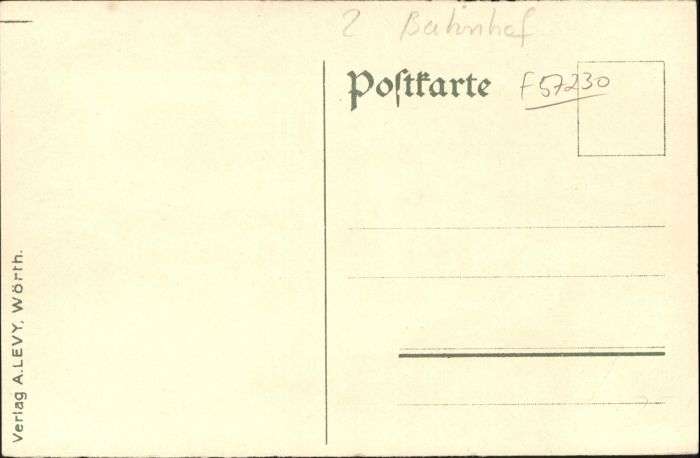 2 Bahnhof
Poſtkarte
F57230
Verlag A. LEVY, Wörth.